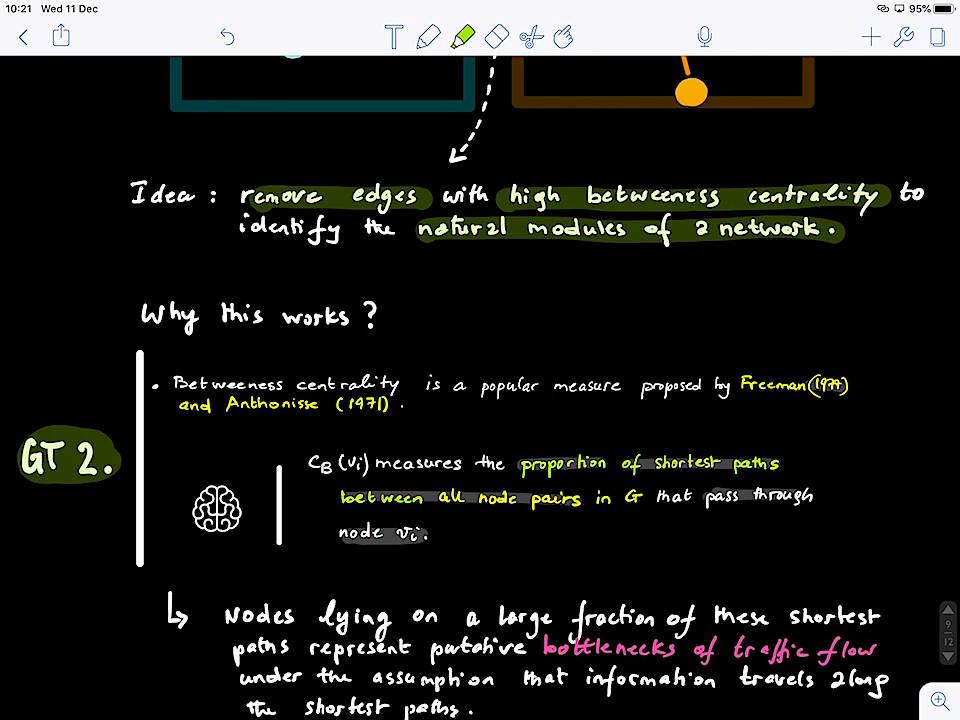 10:21 Wed 11 Dec
95%
T
Idea : remove edges with high betweeness centrality to
identify the natural modules of a network.
Why this works ?
• Betweeness centrality is a popular measure proposed by Freeman
and Anthonisse (1971).
GT 2.
CB (vi) measures the proportion of shortest paths
between all node pairs in G that pass through
node vi.
↳ Nodes lying on a large fraction of these shortest
paths represent putative bottlenecks of traffic flow
under the assumption that information travels along
the shortest paths.
9
12